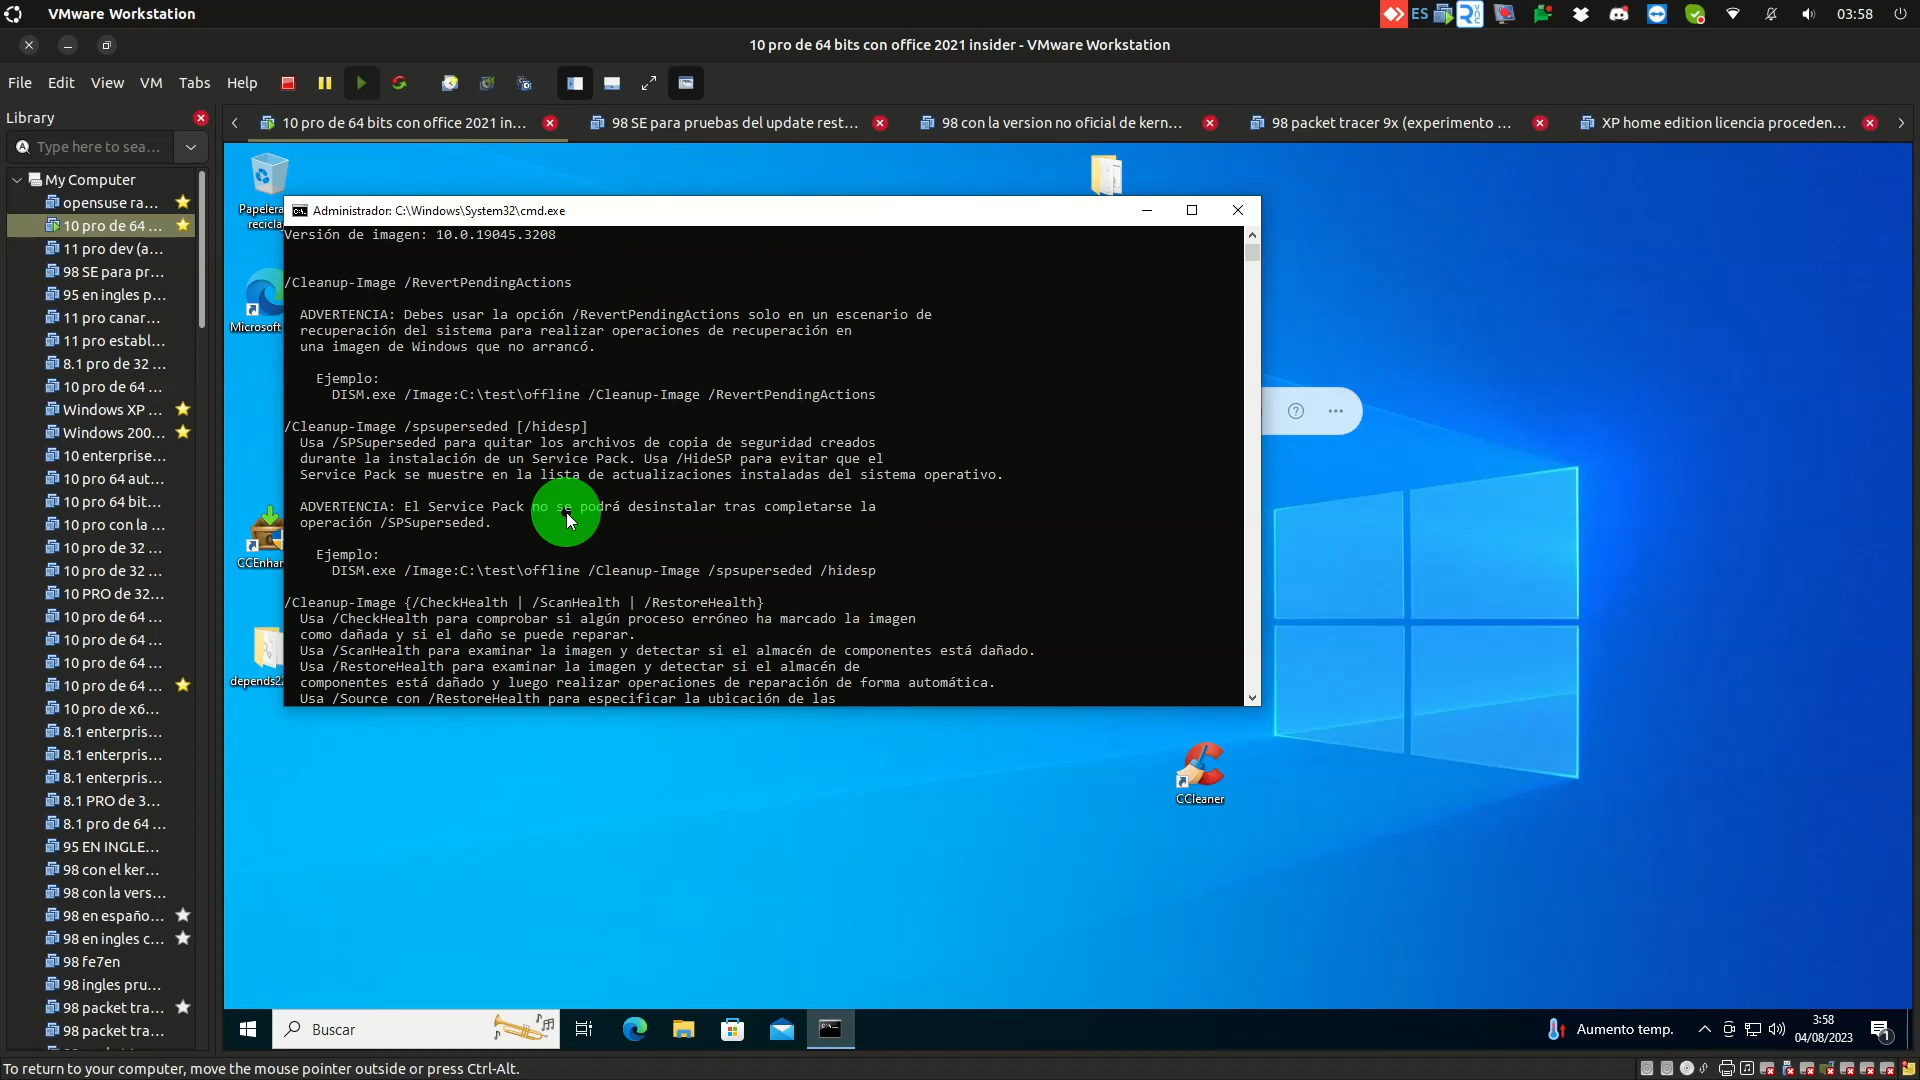 VMware Workstation
ES
03:58
10 pro de 64 bits con office 2021 insider - VMware Workstation
File Edit View VM Tabs Help
Library
Type here to sea...
10 pro de 64 bits con office 2021 in...
98 SE para pruebas del update rest...
98 con la version no oficial de kern...
98 packet tracer 9x (experimento ...
XP home edition licencia proceden...
My Computer
opensuse ra...
10 pro de 64 ...
11 pro dev (a...
98 SE para pr...
95 en ingles p...
11 pro canar...
11 pro establ...
8.1 pro de 32 ...
10 pro de 64 ...
Windows XP ...
Windows 200...
10 enterprise...
10 pro 64 aut...
10 pro 64 bit...
10 pro con la ...
10 pro de 32 ...
10 pro de 32 ...
10 PRO de 32...
10 pro de 64 ...
10 pro de 64 ...
10 pro de 64 ...
10 pro de 64 ...
10 pro de x6...
8.1 enterpris...
8.1 enterpris...
8.1 enterpris...
8.1 PRO de 3...
8.1 pro de 64 ...
95 EN INGLE...
98 con el ker...
98 con la vers...
98 en españo...
98 en ingles c...
98 fe7en
98 ingles pru...
98 packet tra...
98 packet tra...
Papelera
recicla
Microsoft
CCEnhan
depends22
Administrador: C:\Windows\System32\cmd.exe
Versión de imagen: 10.0.19045.3208
/Cleanup-Image /RevertPendingActions
ADVERTENCIA: Debes usar la opción /RevertPendingActions solo en un escenario de
recuperación del sistema para realizar operaciones de recuperación en
una imagen de Windows que no arrancó.
Ejemplo:
DISM.exe /Image:C:\test\offline /Cleanup-Image /RevertPendingActions
/Cleanup-Image /spsuperseded [/hidesp]
Usa /SPSuperseded para quitar los archivos de copia de seguridad creados
durante la instalación de un Service Pack. Usa /HideSP para evitar que el
Service Pack se muestre en la lista de actualizaciones instaladas del sistema operativo.
ADVERTENCIA: El Service Pack no se podrá desinstalar tras completarse la
operación /SPSuperseded.
Ejemplo:
DISM.exe /Image:C:\test\offline /Cleanup-Image /spsuperseded /hidesp
/Cleanup-Image {/CheckHealth | /ScanHealth | /RestoreHealth}
Usa /CheckHealth para comprobar si algún proceso erróneo ha marcado la imagen
como dañada y si el daño se puede reparar.
Usa /ScanHealth para examinar la imagen y detectar si el almacén de componentes está dañado.
Usa /RestoreHealth para examinar la imagen y detectar si el almacén de
componentes está dañado y luego realizar operaciones de reparación de forma automática.
Usa /Source con /RestoreHealth para especificar la ubicación de las
CCleaner
Buscar
Aumento temp.
3:58
04/08/2023
1
To return to your computer, move the mouse pointer outside or press Ctrl-Alt.